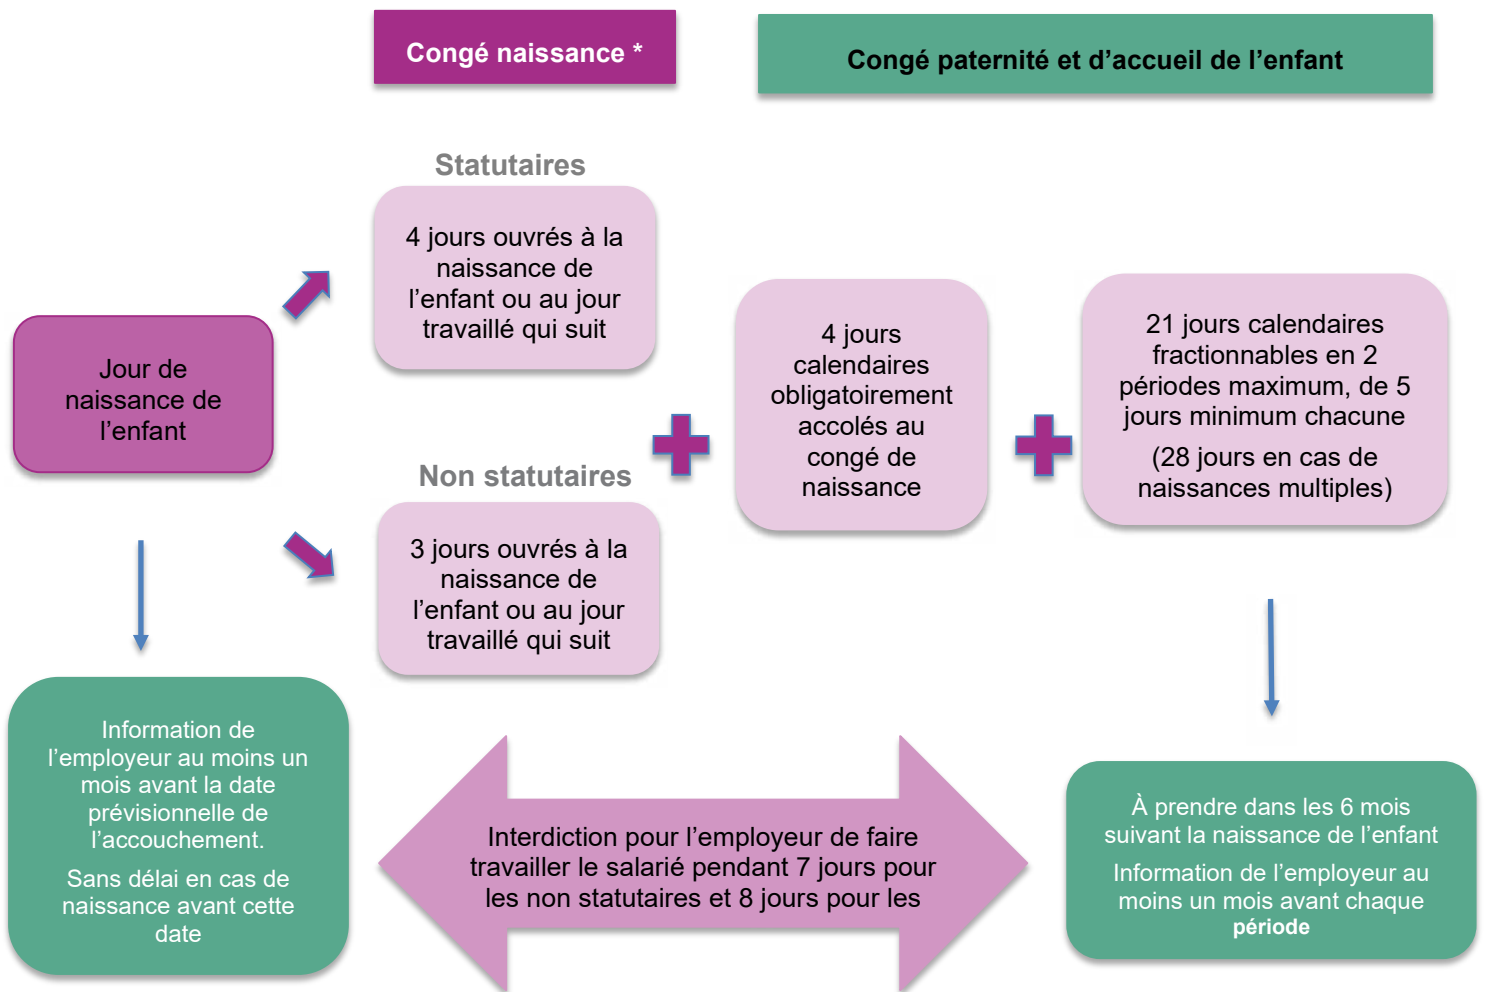 Congé naissance *
Congé paternité et d’accueil de l’enfant
Statutaires
4 jours ouvrés à la
naissance de
l’enfant ou au jour
travaillé qui suit
Jour de
naissance de
l’enfant
Non statutaires
3 jours ouvrés à la
naissance de
l’enfant ou au jour
travaillé qui suit
4 jours
calendaires
obligatoirement
accolés au
congé de
naissance
21 jours calendaires
fractionnables en 2
périodes maximum, de 5
jours minimum chacune
(28 jours en cas de
naissances multiples)
Information de
l’employeur au moins un
mois avant la date
prévisionnelle de
l’accouchement.
Sans délai en cas de
naissance avant cette
date
Interdiction pour l’employeur de faire
travailler le salarié pendant 7 jours pour
les non statutaires et 8 jours pour les
À prendre dans les 6 mois
suivant la naissance de l’enfant
Information de l’employeur au
moins un mois avant chaque
période